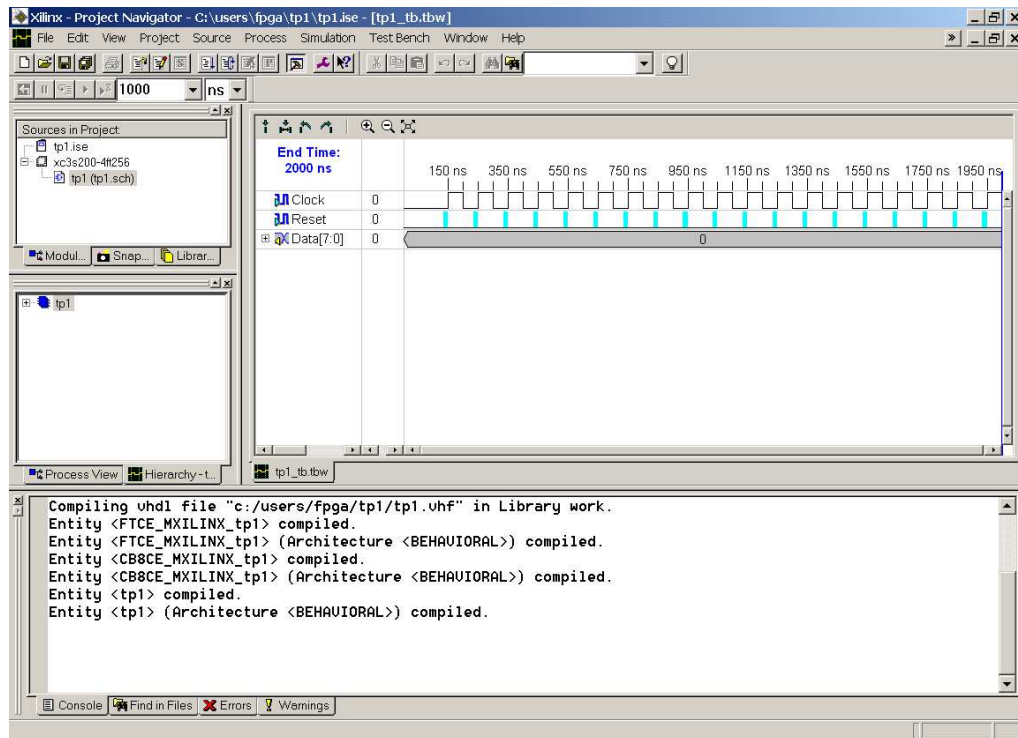 Xilinx - Project Navigator - C:\users\fpga\tp1\tp1.ise - [tp1_tb.tbw]
File Edit View Project Source Process Simulation Test Bench Window Help
1000 ns
Sources in Project:
tp1.ise
xc3s200-4ft256
tp1 (tp1.sch)
Modul... Snap... Librar...
tp1
Process View Hierarchy - t...
End Time:
2000 ns
150 ns 350 ns 550 ns 750 ns 950 ns 1150 ns 1350 ns 1550 ns 1750 ns 1950 ns
Clock 0
Reset 0
Data[7:0] 0 0
tp1_tb.tbw
Compiling vhdl file "c:/users/fpga/tp1/tp1.vhf" in Library work.
Entity <FTCE_MXILINX_tp1> compiled.
Entity <FTCE_MXILINX_tp1> (Architecture <BEHAVIORAL>) compiled.
Entity <CB8CE_MXILINX_tp1> compiled.
Entity <CB8CE_MXILINX_tp1> (Architecture <BEHAVIORAL>) compiled.
Entity <tp1> compiled.
Entity <tp1> (Architecture <BEHAVIORAL>) compiled.
Console Find in Files Errors Warnings